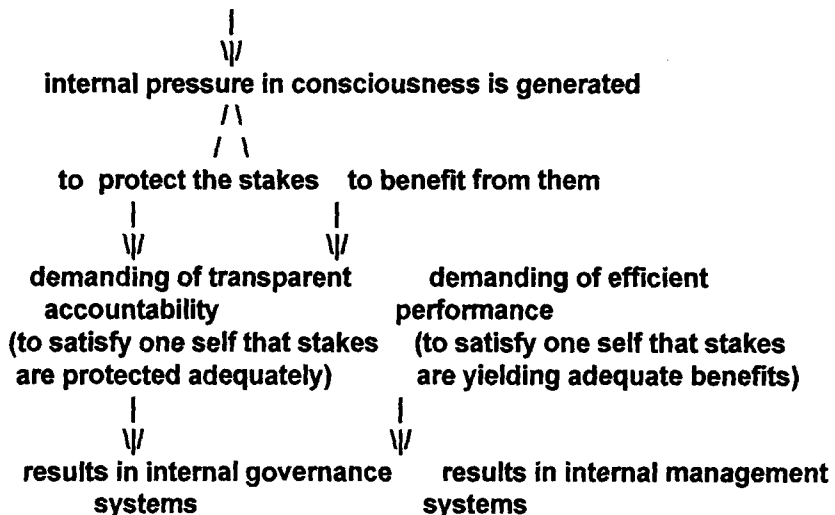 |
\|/
internal pressure in consciousness is generated
/ \
/ \
to protect the stakes to benefit from them
| |
\|/ \|/
demanding of transparent demanding of efficient
accountability performance
(to satisfy one self that stakes (to satisfy one self that stakes
are protected adequately) are yielding adequate benefits)
| |
\|/ \|/
results in internal governance results in internal management
systems systems